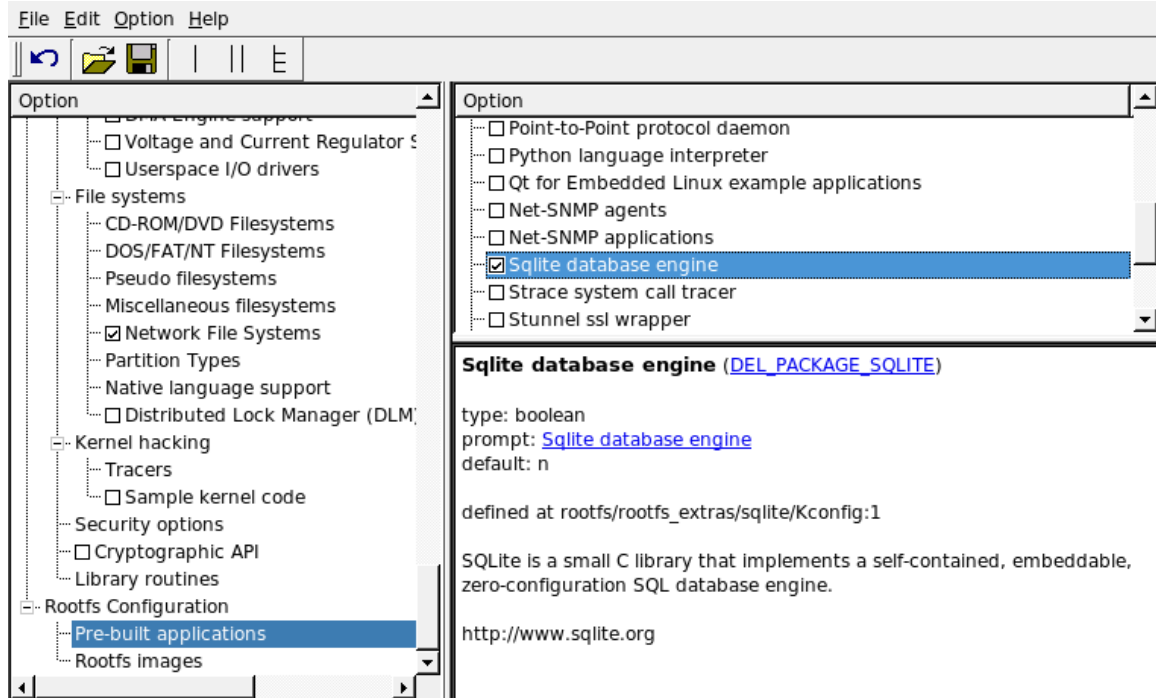 File Edit Option Help
Option
DMA Engine support
Voltage and Current Regulator S
Userspace I/O drivers
File systems
CD-ROM/DVD Filesystems
DOS/FAT/NT Filesystems
Pseudo filesystems
Miscellaneous filesystems
Network File Systems
Partition Types
Native language support
Distributed Lock Manager (DLM)
Kernel hacking
Tracers
Sample kernel code
Security options
Cryptographic API
Library routines
Rootfs Configuration
Pre-built applications
Rootfs images
Option
Point-to-Point protocol daemon
Python language interpreter
Qt for Embedded Linux example applications
Net-SNMP agents
Net-SNMP applications
Sqlite database engine
Strace system call tracer
Stunnel ssl wrapper
Sqlite database engine (DEL_PACKAGE_SQLITE)
type: boolean
prompt: Sqlite database engine
default: n
defined at rootfs/rootfs_extras/sqlite/Kconfig:1
SQLite is a small C library that implements a self-contained, embeddable,
zero-configuration SQL database engine.
http://www.sqlite.org